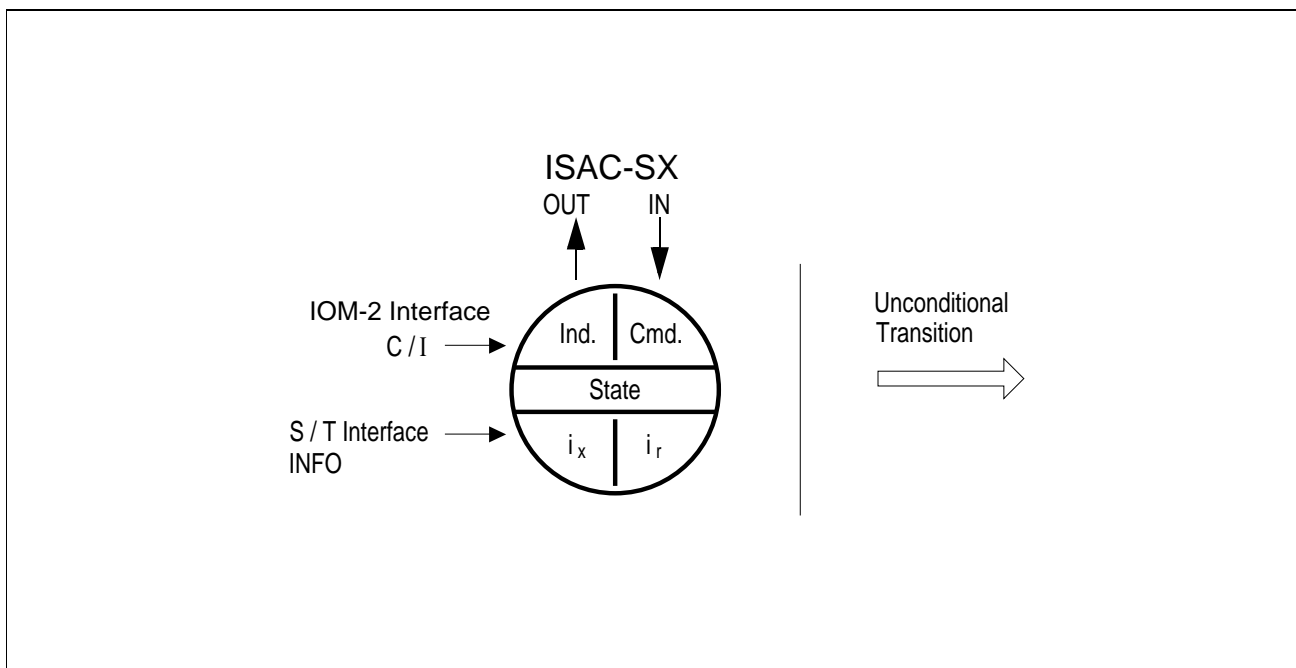 ISAC-SX
OUT IN
IOM-2 Interface
C / I
Ind. Cmd.
State
S / T Interface
INFO
i x i r
Unconditional
Transition